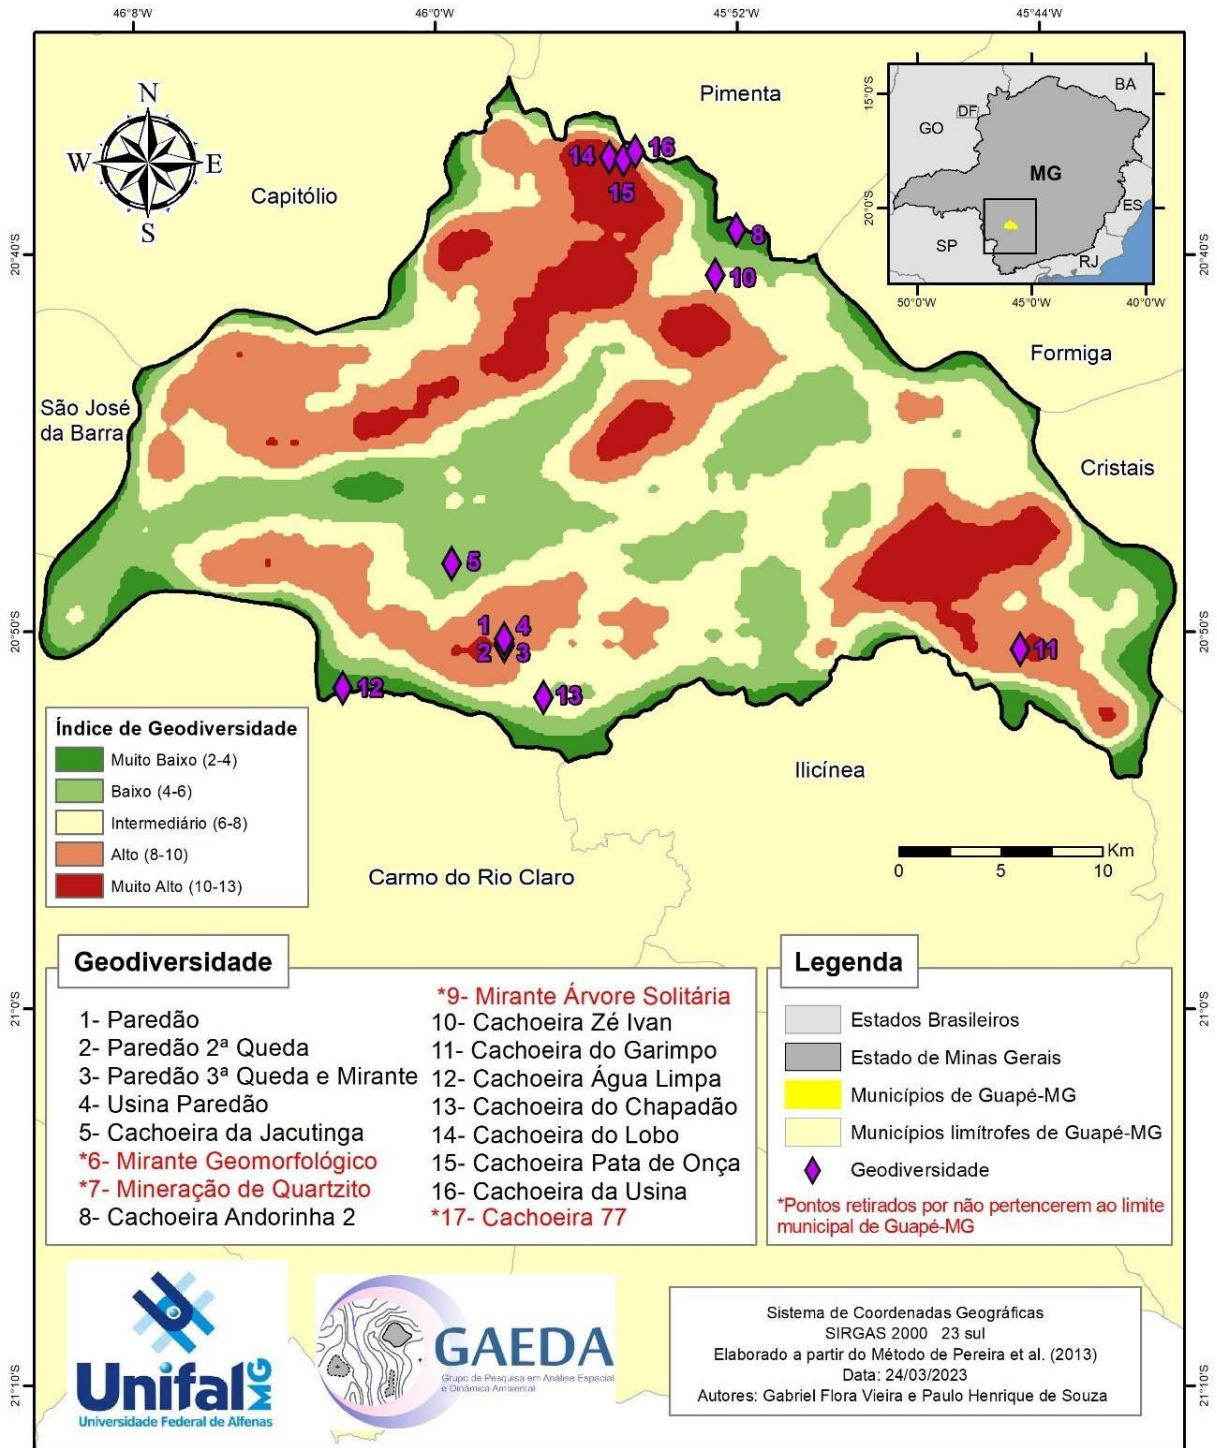 46°8'W
46°0'W
45°52'W
45°44'W
N
W
E
S
Pimenta
Capitólio
São José
da Barra
Formiga
Cristais
Ilicínea
Carmo do Rio Claro
14
16
15
8
10
5
1
4
2
3
12
13
11
15°0'S
20°0'S
50°0'W
45°0'W
40°0'W
BA
DF
GO
MG
ES
SP
RJ
20°40'S
20°40'S
20°50'S
20°50'S
21°0'S
21°0'S
21°10'S
21°10'S
Índice de Geodiversidade
Muito Baixo (2-4)
Baixo (4-6)
Intermediário (6-8)
Alto (8-10)
Muito Alto (10-13)
Km
0
5
10
Geodiversidade
1- Paredão
2- Paredão 2ª Queda
3- Paredão 3ª Queda e Mirante
4- Usina Paredão
5- Cachoeira da Jacutinga
*6- Mirante Geomorfológico
*7- Mineração de Quartzito
8- Cachoeira Andorinha 2
*9- Mirante Árvore Solitária
10- Cachoeira Zé Ivan
11- Cachoeira do Garimpo
12- Cachoeira Água Limpa
13- Cachoeira do Chapadão
14- Cachoeira do Lobo
15- Cachoeira Pata de Onça
16- Cachoeira da Usina
*17- Cachoeira 77
Legenda
Estados Brasileiros
Estado de Minas Gerais
Municípios de Guapé-MG
Municípios limítrofes de Guapé-MG
Geodiversidade
*Pontos retirados por não pertencerem ao limite
municipal de Guapé-MG
Unifal MG
Universidade Federal de Alfenas
GAEDA
Grupo de Pesquisa em Análise Espacial
e Dinâmica Ambiental
Sistema de Coordenadas Geográficas
SIRGAS 2000 23 sul
Elaborado a partir do Método de Pereira et al. (2013)
Data: 24/03/2023
Autores: Gabriel Flora Vieira e Paulo Henrique de Souza